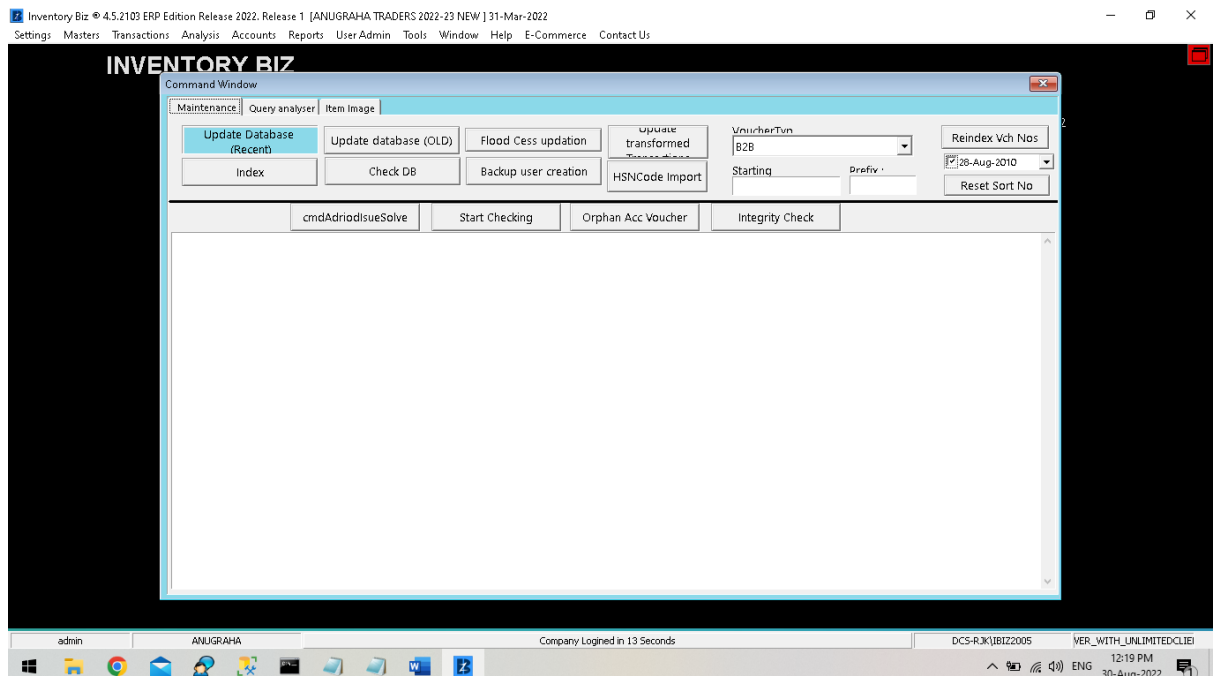 Inventory Biz ® 4.5.2103 ERP Edition Release 2022. Release 1 [ANUGRAHA TRADERS 2022-23 NEW ] 31-Mar-2022
Settings Masters Transactions Analysis Accounts Reports User Admin Tools Window Help E-Commerce Contact Us
INVENTORY BIZ
Command Window
Maintenance Query analyser Item Image
Update Database (Recent) Update database (OLD) Flood Cess updation Update transformed Transactions VoucherTyp B2B Reindex Vch Nos
28-Aug-2010
Index Check DB Backup user creation HSNCode Import Starting Prefix : Reset Sort No
cmdAdriodIsueSolve Start Checking Orphan Acc Voucher Integrity Check
admin ANUGRAHA Company Logined in 13 Seconds DCS-RJK\IBIZ2005 VER_WITH_UNLIMITEDCLIE
ENG 12:19 PM
30-Aug-2022